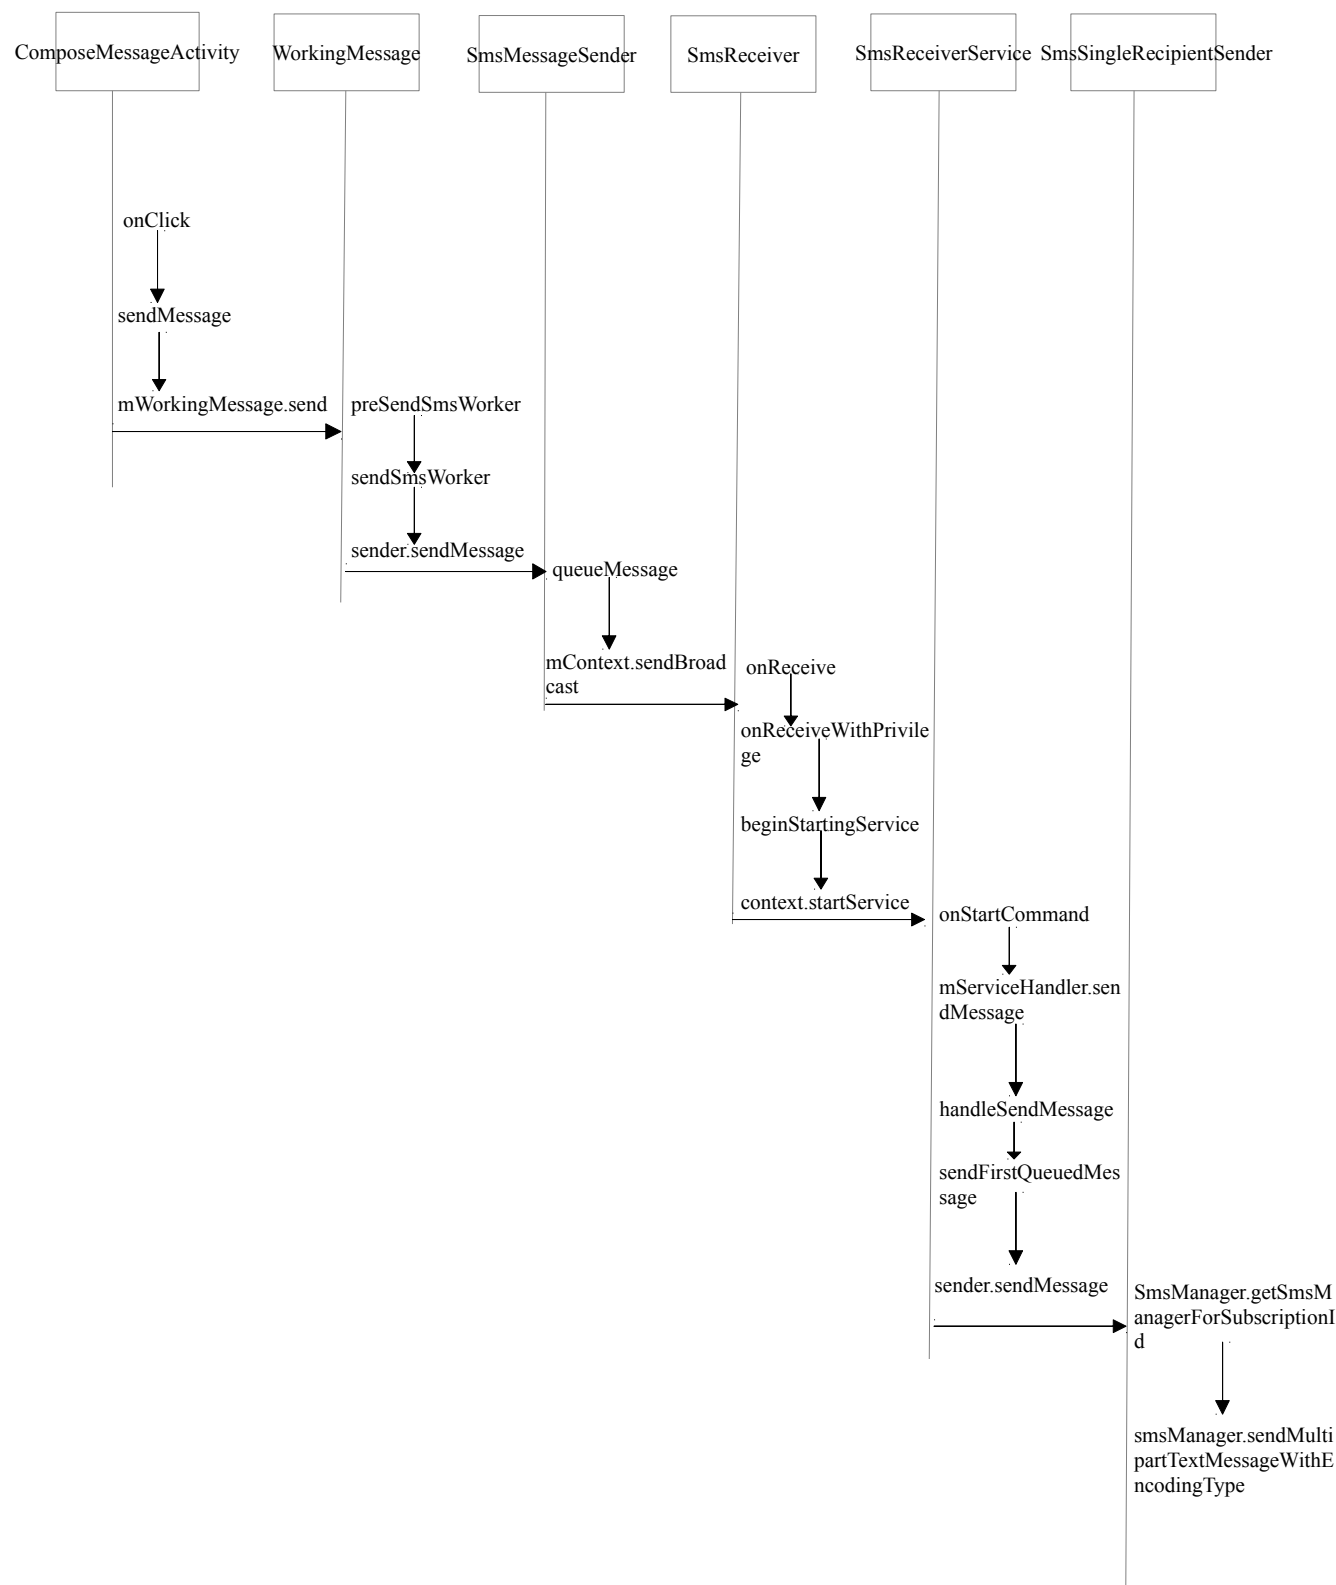 ComposeMessageActivity
WorkingMessage
SmsMessageSender
SmsReceiver
SmsReceiverService
SmsSingleRecipientSender
onClick
sendMessage
mWorkingMessage.send
preSendSmsWorker
sendSmsWorker
sender.sendMessage
queueMessage
mContext.sendBroad
cast
onReceive
onReceiveWithPrivile
ge
beginStartingService
context.startService
onStartCommand
mServiceHandler.sen
dMessage
handleSendMessage
sendFirstQueuedMes
sage
sender.sendMessage
SmsManager.getSmsM
anagerForSubscriptionI
d
smsManager.sendMulti
partTextMessageWithE
ncodingType